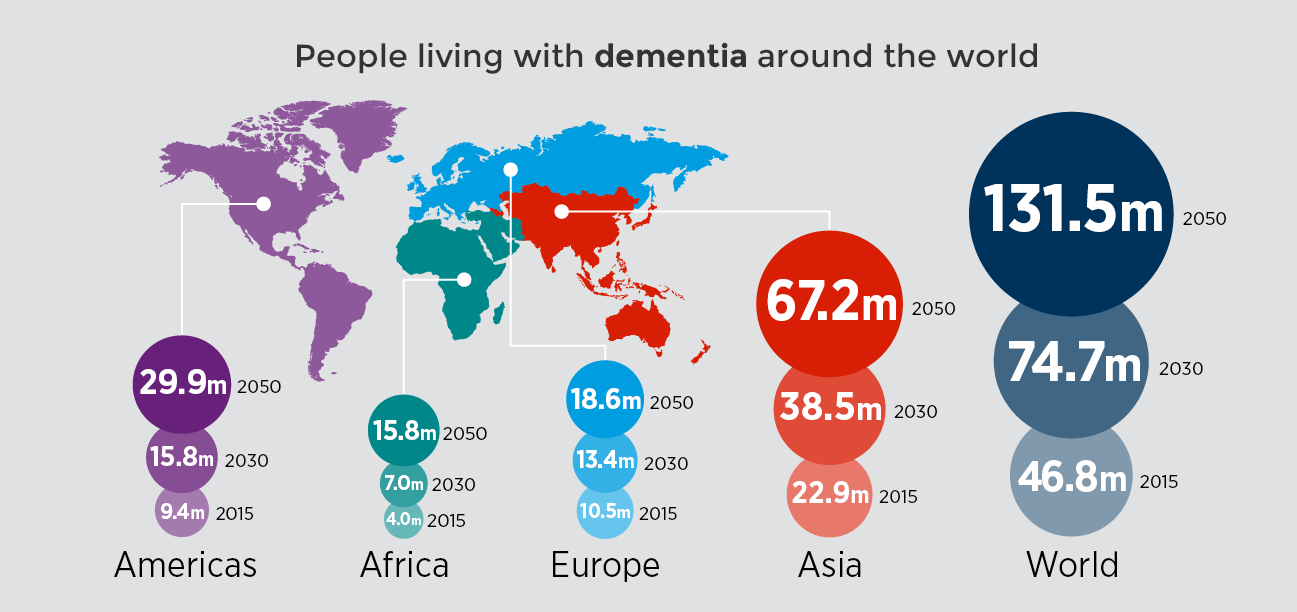 People living with dementia around the world
29.9m 2050
15.8m 2030
9.4m 2015
Americas
15.8m 2050
7.0m 2030
4.0m 2015
Africa
18.6m 2050
13.4m 2030
10.5m 2015
Europe
67.2m 2050
38.5m 2030
22.9m 2015
Asia
131.5m 2050
74.7m 2030
46.8m 2015
World